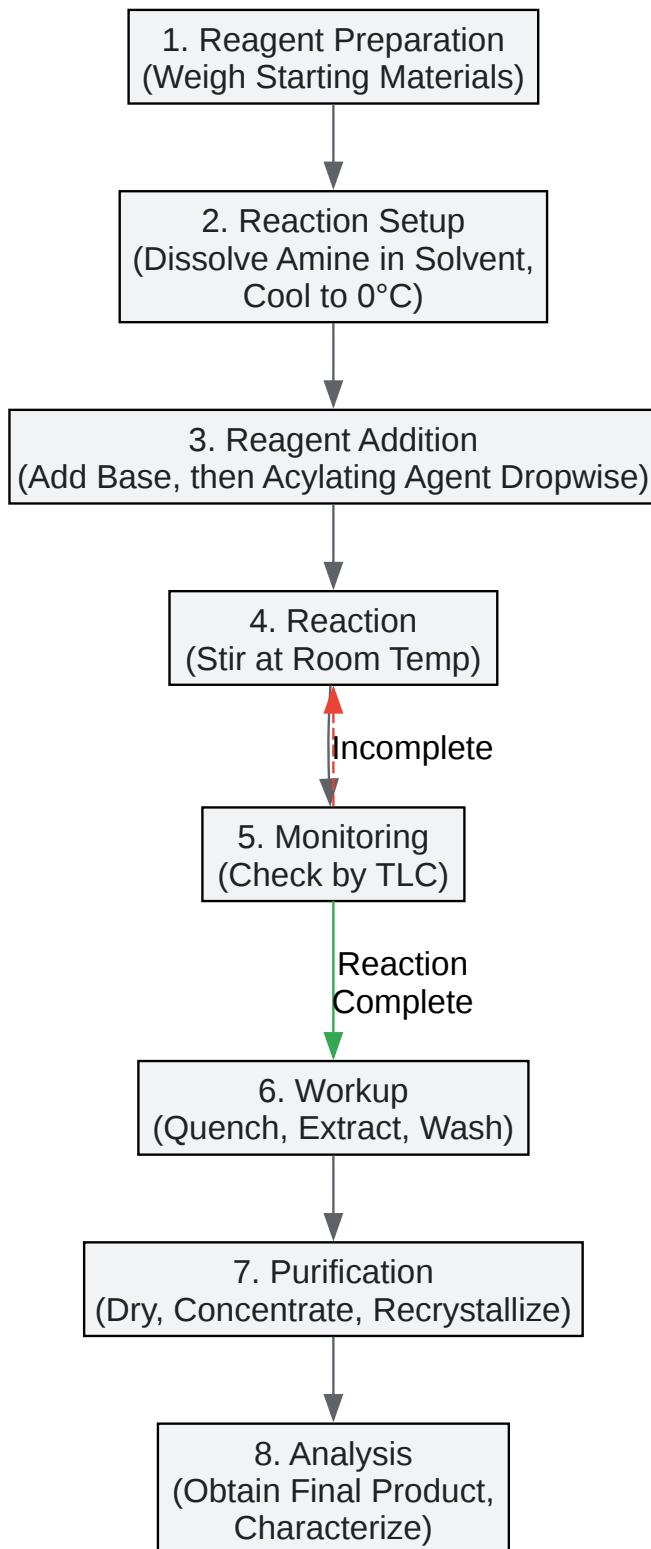 1. Reagent Preparation
(Weigh Starting Materials)
2. Reaction Setup
(Dissolve Amine in Solvent,
Cool to 0°C)
3. Reagent Addition
(Add Base, then Acylating Agent Dropwise)
4. Reaction
(Stir at Room Temp)
Incomplete
5. Monitoring
(Check by TLC)
Reaction
Complete
6. Workup
(Quench, Extract, Wash)
7. Purification
(Dry, Concentrate, Recrystallize)
8. Analysis
(Obtain Final Product,
Characterize)